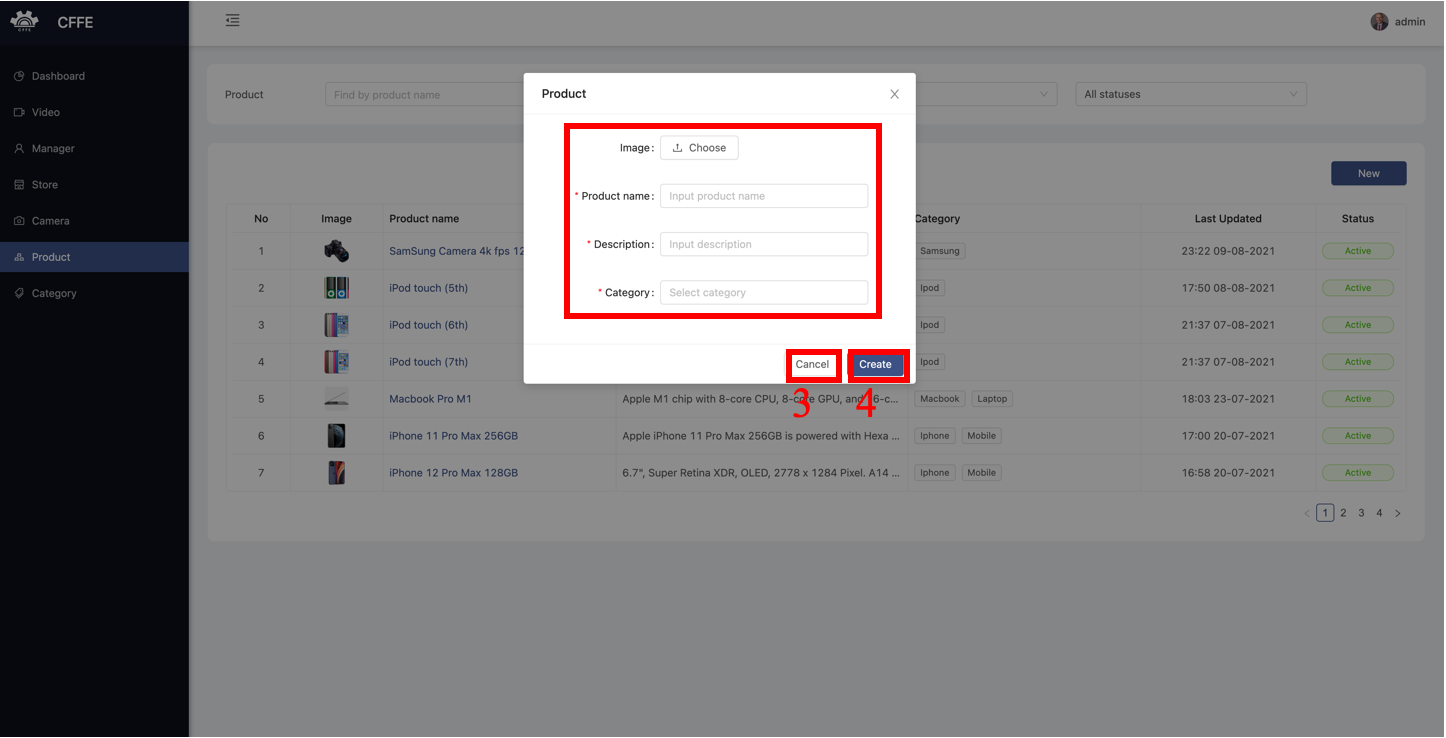 CFFE
CFFE
admin
Dashboard
Video
Manager
Store
Camera
Product
Category
Product
Find by product name
All statuses
New
Product
Image :
Choose
* Product name :
Input product name
* Description :
Input description
* Category :
Select category
Cancel
Create
3
4
No Image Product name Category Last Updated Status
1 SamSung Camera 4k fps 12 Samsung 23:22 09-08-2021 Active
2 iPod touch (5th) Ipod 17:50 08-08-2021 Active
3 iPod touch (6th) Ipod 21:37 07-08-2021 Active
4 iPod touch (7th) Ipod 21:37 07-08-2021 Active
5 Macbook Pro M1 Apple M1 chip with 8-core CPU, 8-core GPU, and 16-c... Macbook Laptop 18:03 23-07-2021 Active
6 iPhone 11 Pro Max 256GB Apple iPhone 11 Pro Max 256GB is powered with Hexa ... Iphone Mobile 17:00 20-07-2021 Active
7 iPhone 12 Pro Max 128GB 6.7", Super Retina XDR, OLED, 2778 x 1284 Pixel. A14 ... Iphone Mobile 16:58 20-07-2021 Active
< 1 2 3 4 >